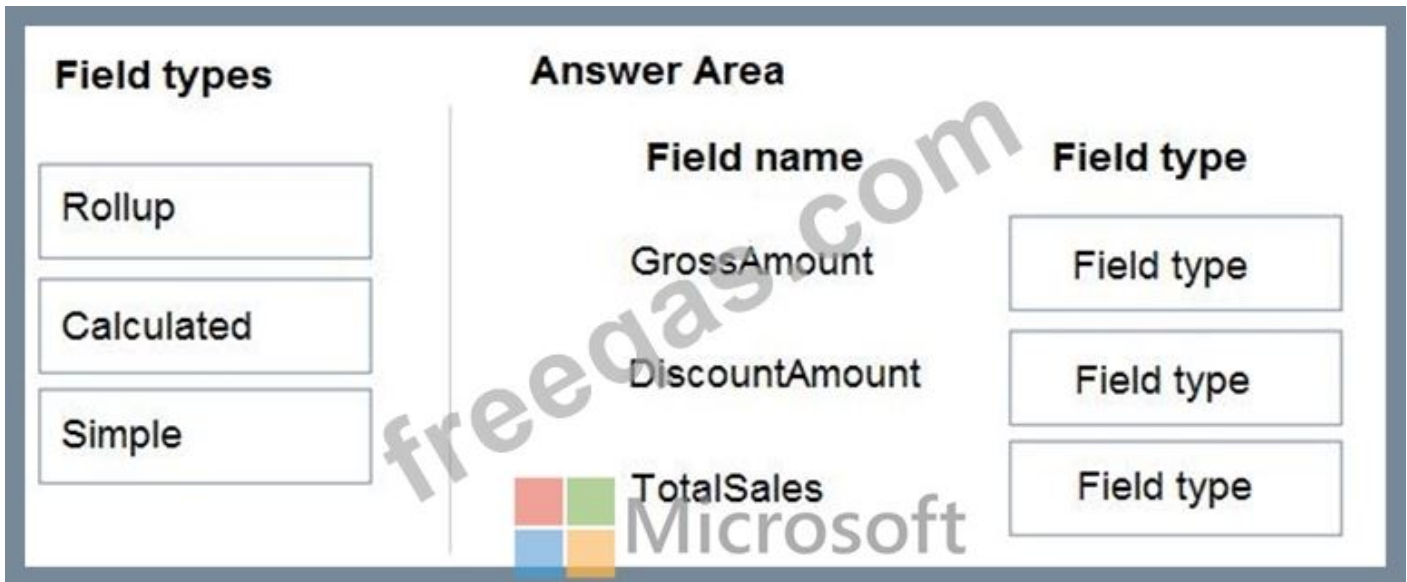 Field types
Answer Area
Field name Field type
Rollup
GrossAmount Field type
Calculated
DiscountAmount Field type
Simple
TotalSales Field type
freeqas.com
Microsoft